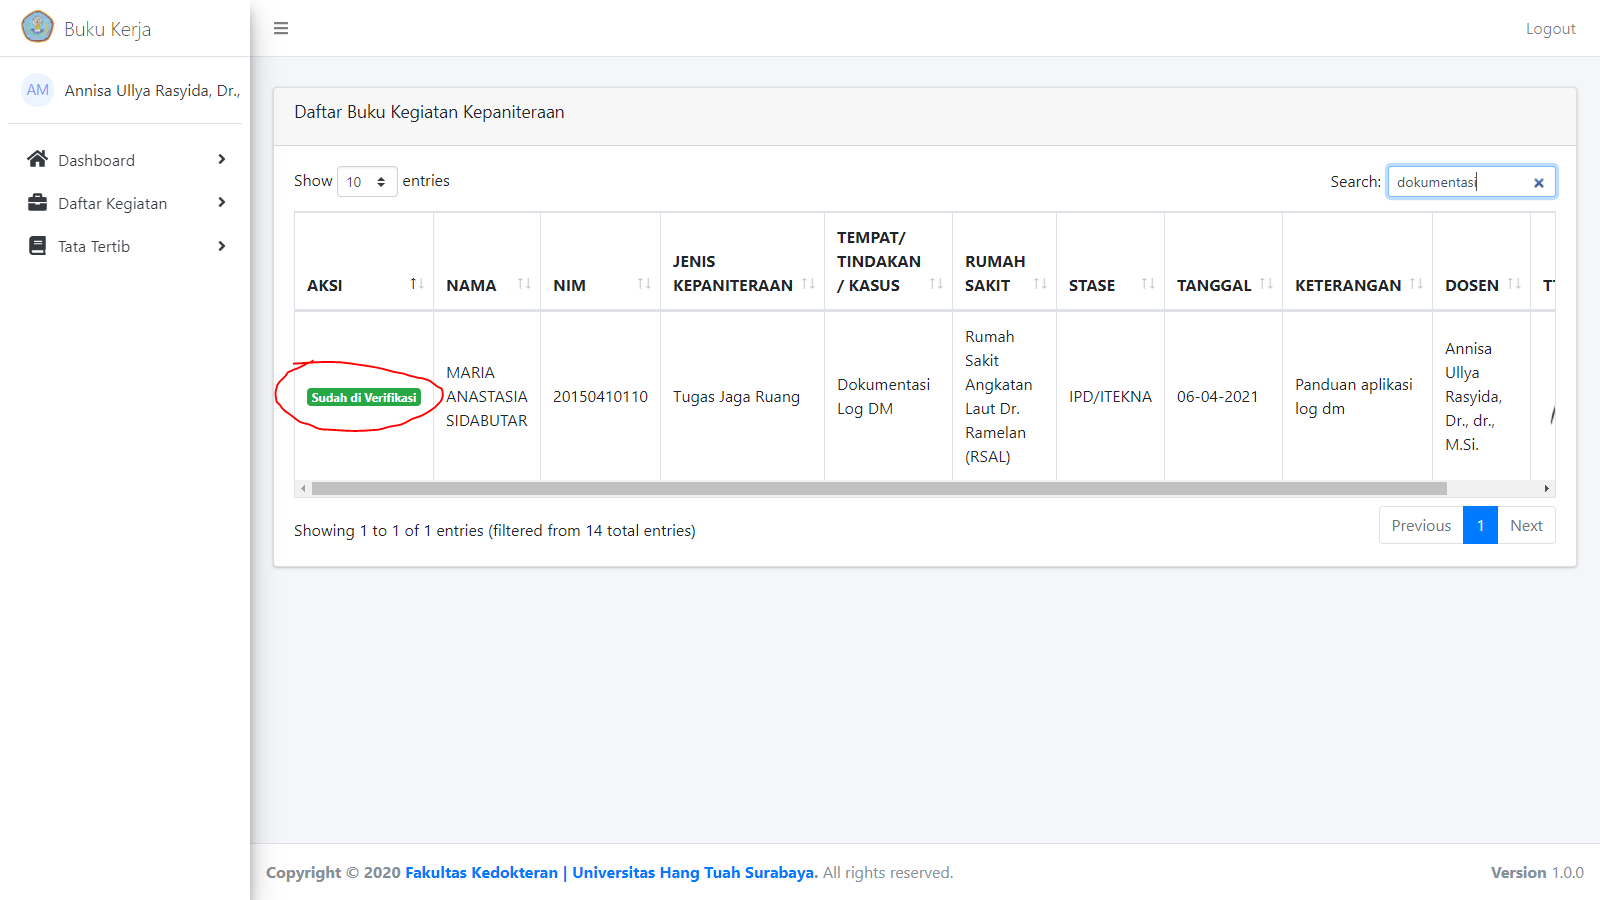 Buku Kerja
Logout
AM Annisa Ullya Rasyida, Dr.,
Dashboard
Daftar Kegiatan
Tata Tertib
Daftar Buku Kegiatan Kepaniteraan
Show 10 entries
Search: dokumentasi
AKSI
NAMA
NIM
JENIS
KEPANITERAAN
TEMPAT/
TINDAKAN
/ KASUS
RUMAH
SAKIT
STASE
TANGGAL
KETERANGAN
DOSEN
Sudah di Verifikasi
MARIA
ANASTASIA
SIDABUTAR
20150410110
Tugas Jaga Ruang
Dokumentasi
Log DM
Rumah
Sakit
Angkatan
Laut Dr.
Ramelan
(RSAL)
IPD/ITEKNA
06-04-2021
Panduan aplikasi
log dm
Annisa
Ullya
Rasyida,
Dr., dr.,
M.Si.
Showing 1 to 1 of 1 entries (filtered from 14 total entries)
Previous 1 Next
Copyright © 2020 Fakultas Kedokteran | Universitas Hang Tuah Surabaya. All rights reserved.
Version 1.0.0